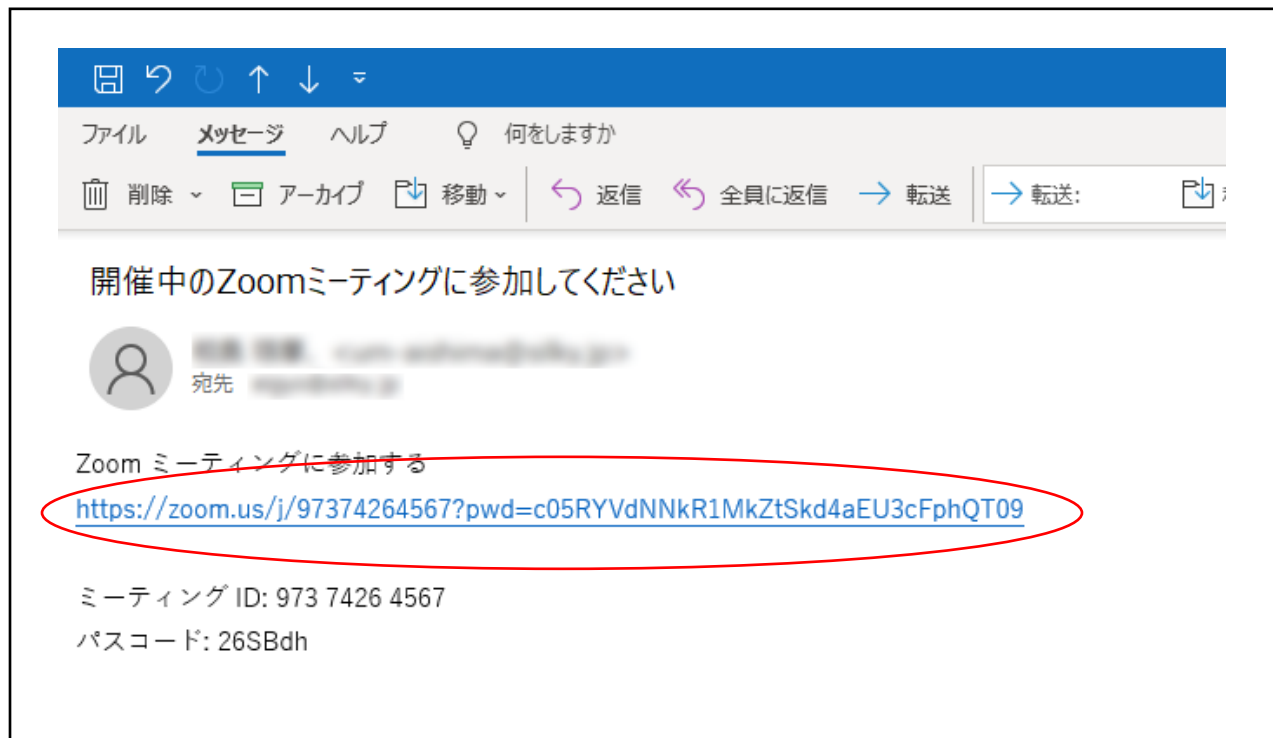 ファイル メッセージ ヘルプ 何をしますか
削除 アーカイブ 移動 返信 全員に返信 転送 転送:
開催中のZoomミーティングに参加してください
宛先
Zoom ミーティングに参加する
https://zoom.us/j/97374264567?pwd=c05RYVdNNkR1MkZtSkd4aEU3cFphQT09
ミーティング ID: 973 7426 4567
パスコード: 26SBdh